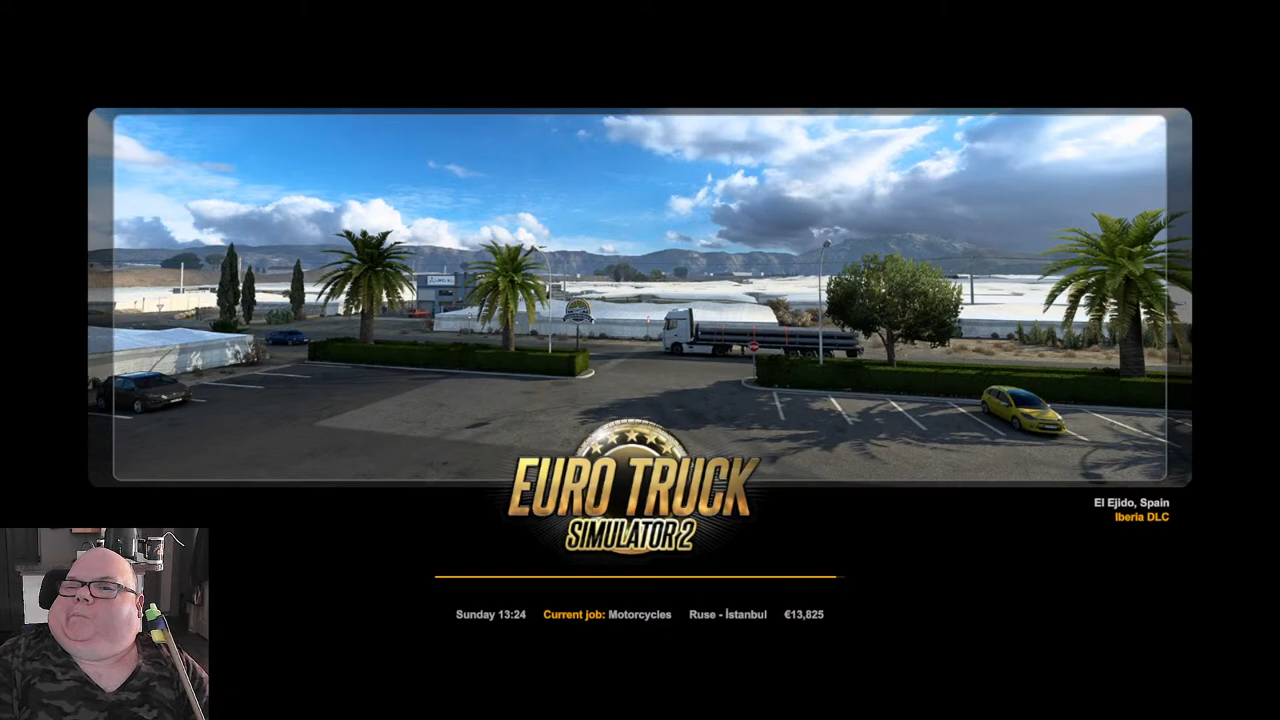 EURO TRUCK
SIMULATOR 2
El Ejido, Spain
Iberia DLC
Sunday 13:24 Current job: Motorcycles Ruse - İstanbul €13,825